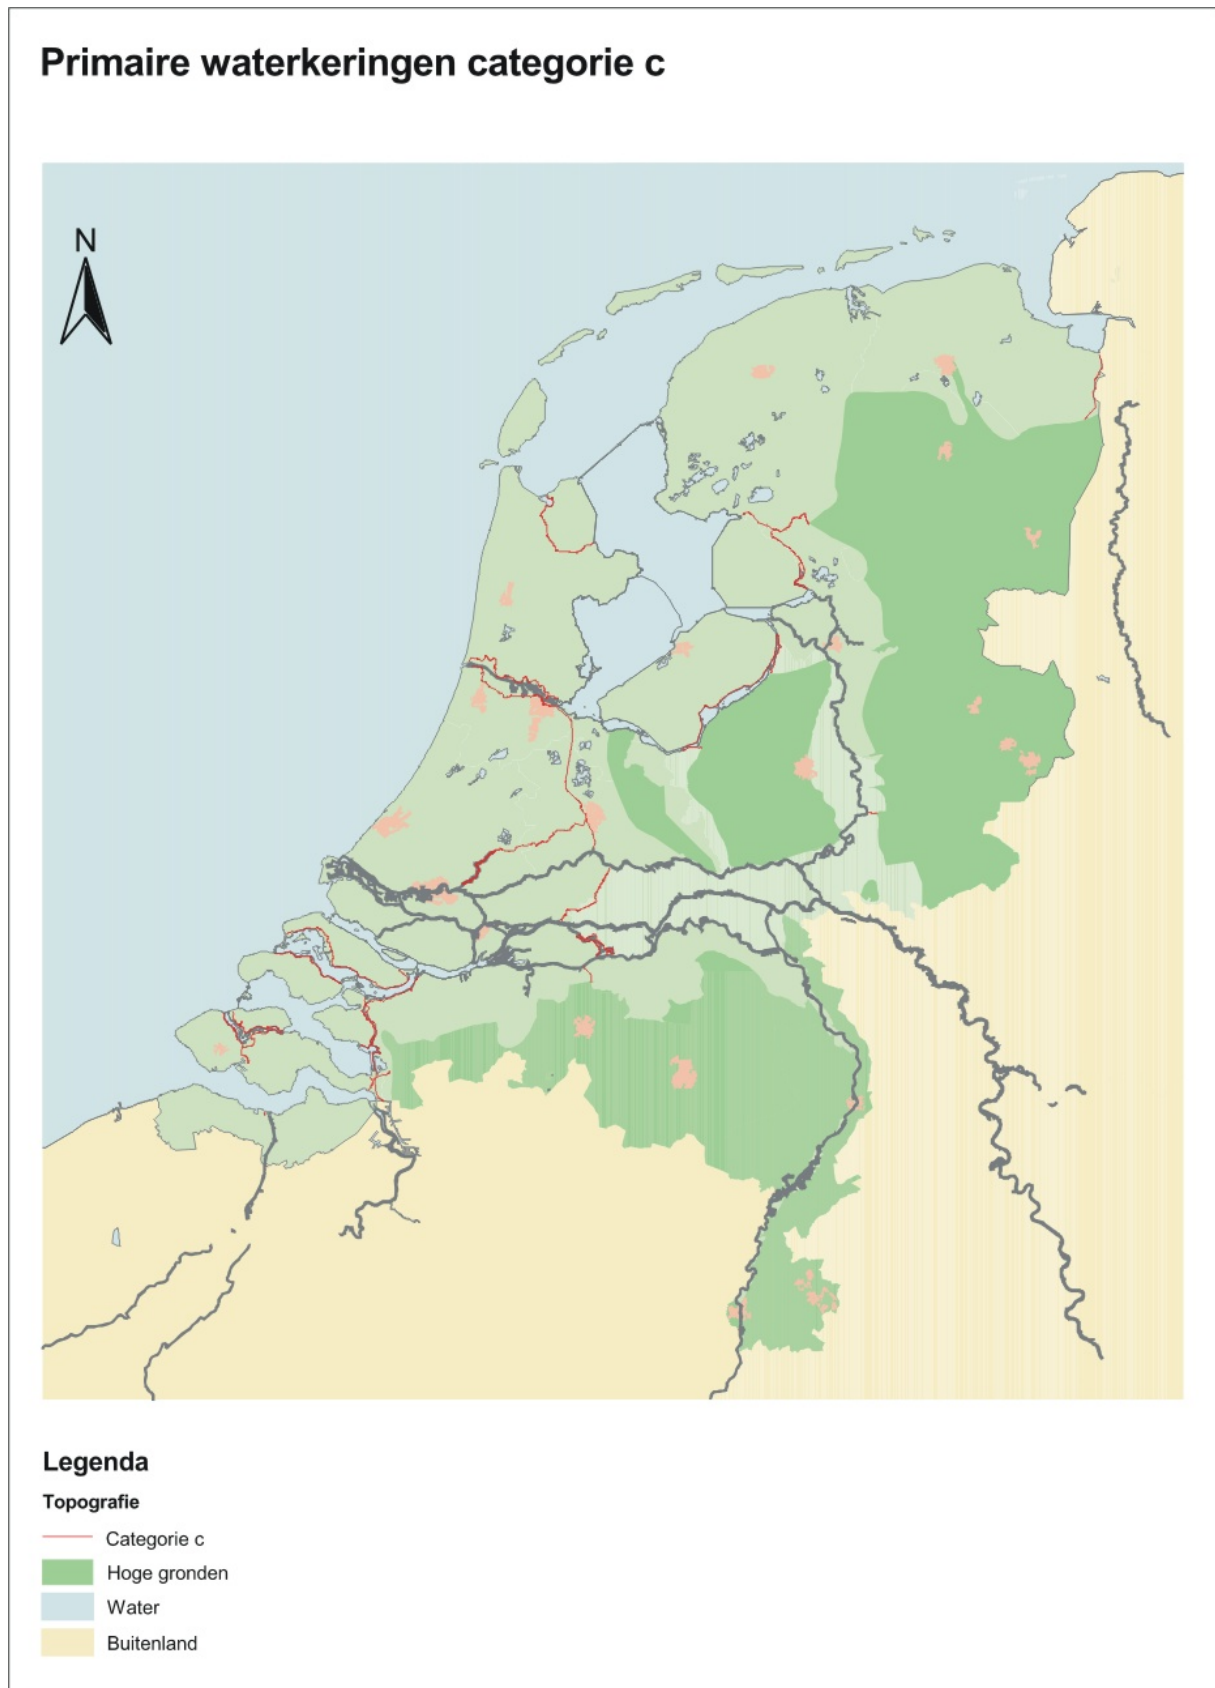 Primaire waterkeringen categorie c
N
Legenda
Topografie
Categorie c
Hoge gronden
Water
Buitenland